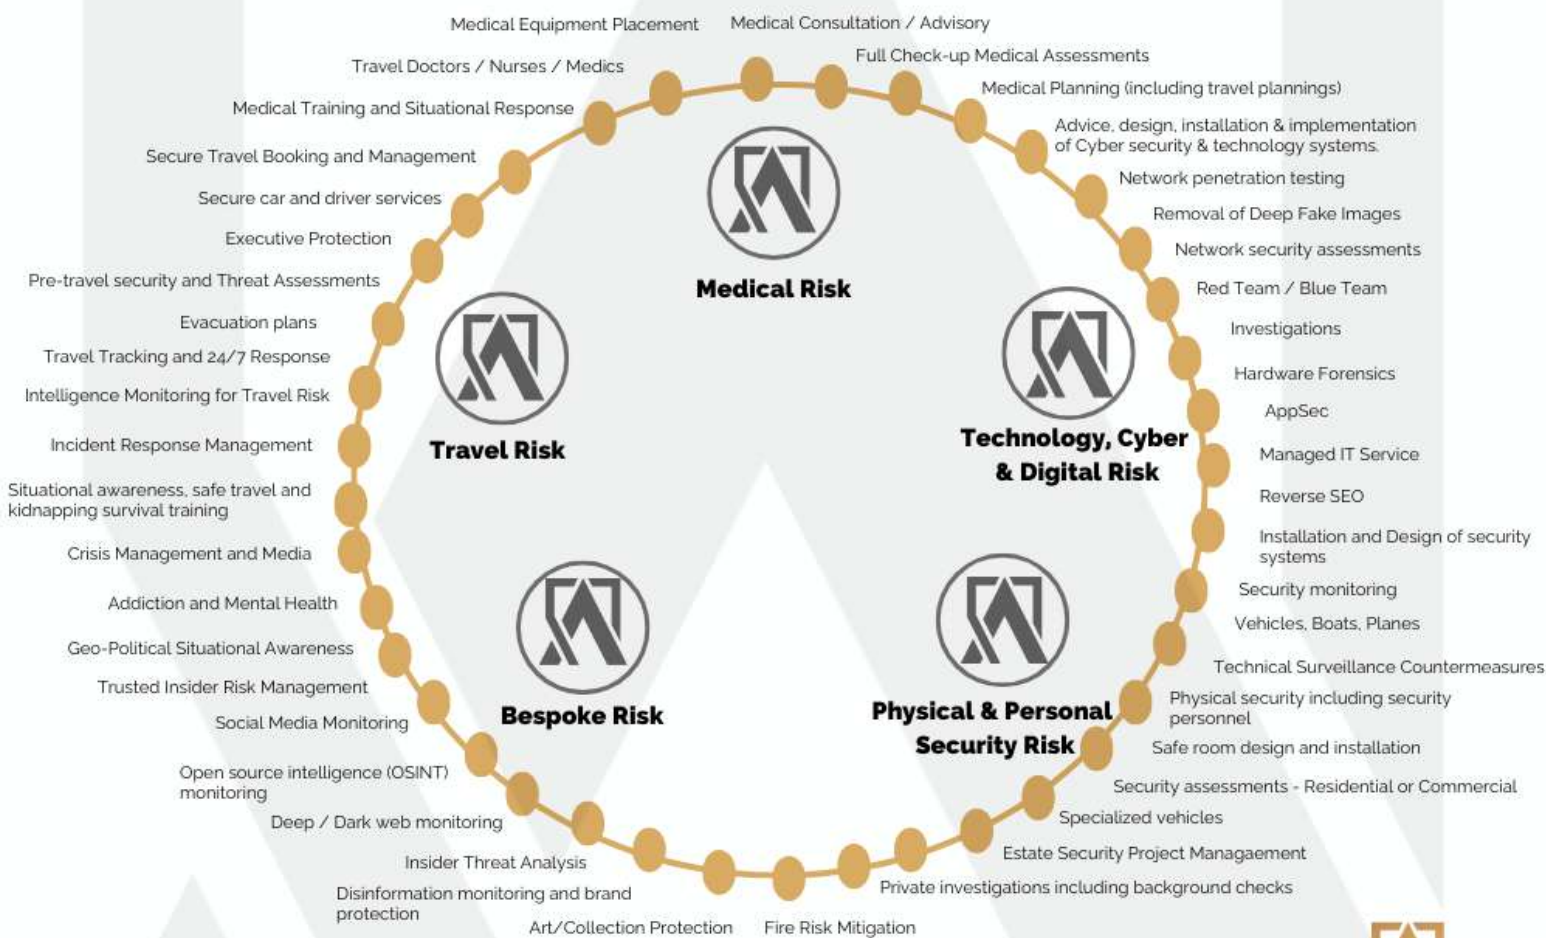 Medical Equipment Placement
Medical Consultation / Advisory
Full Check-up Medical Assessments
Travel Doctors / Nurses / Medics
Medical Planning (including travel plannings)
Medical Training and Situational Response
Advice, design, installation & implementation
of Cyber security & technology systems.
Secure Travel Booking and Management
Network penetration testing
Secure car and driver services
Removal of Deep Fake Images
Executive Protection
Network security assessments
Pre-travel security and Threat Assessments
Medical Risk
Red Team / Blue Team
Evacuation plans
Investigations
Travel Tracking and 24/7 Response
Hardware Forensics
Intelligence Monitoring for Travel Risk
AppSec
Incident Response Management
Travel Risk
Technology, Cyber
& Digital Risk
Managed IT Service
Situational awareness, safe travel and
kidnapping survival training
Reverse SEO
Installation and Design of security
systems
Crisis Management and Media
Security monitoring
Addiction and Mental Health
Vehicles, Boats, Planes
Geo-Political Situational Awareness
Technical Surveillance Countermeasures
Trusted Insider Risk Management
Physical security including security
personnel
Social Media Monitoring
Bespoke Risk
Physical & Personal
Security Risk
Safe room design and installation
Open source intelligence (OSINT)
monitoring
Security assessments - Residential or Commercial
Deep / Dark web monitoring
Specialized vehicles
Insider Threat Analysis
Estate Security Project Managaement
Disinformation monitoring and brand
protection
Private investigations including background checks
Art/Collection Protection
Fire Risk Mitigation